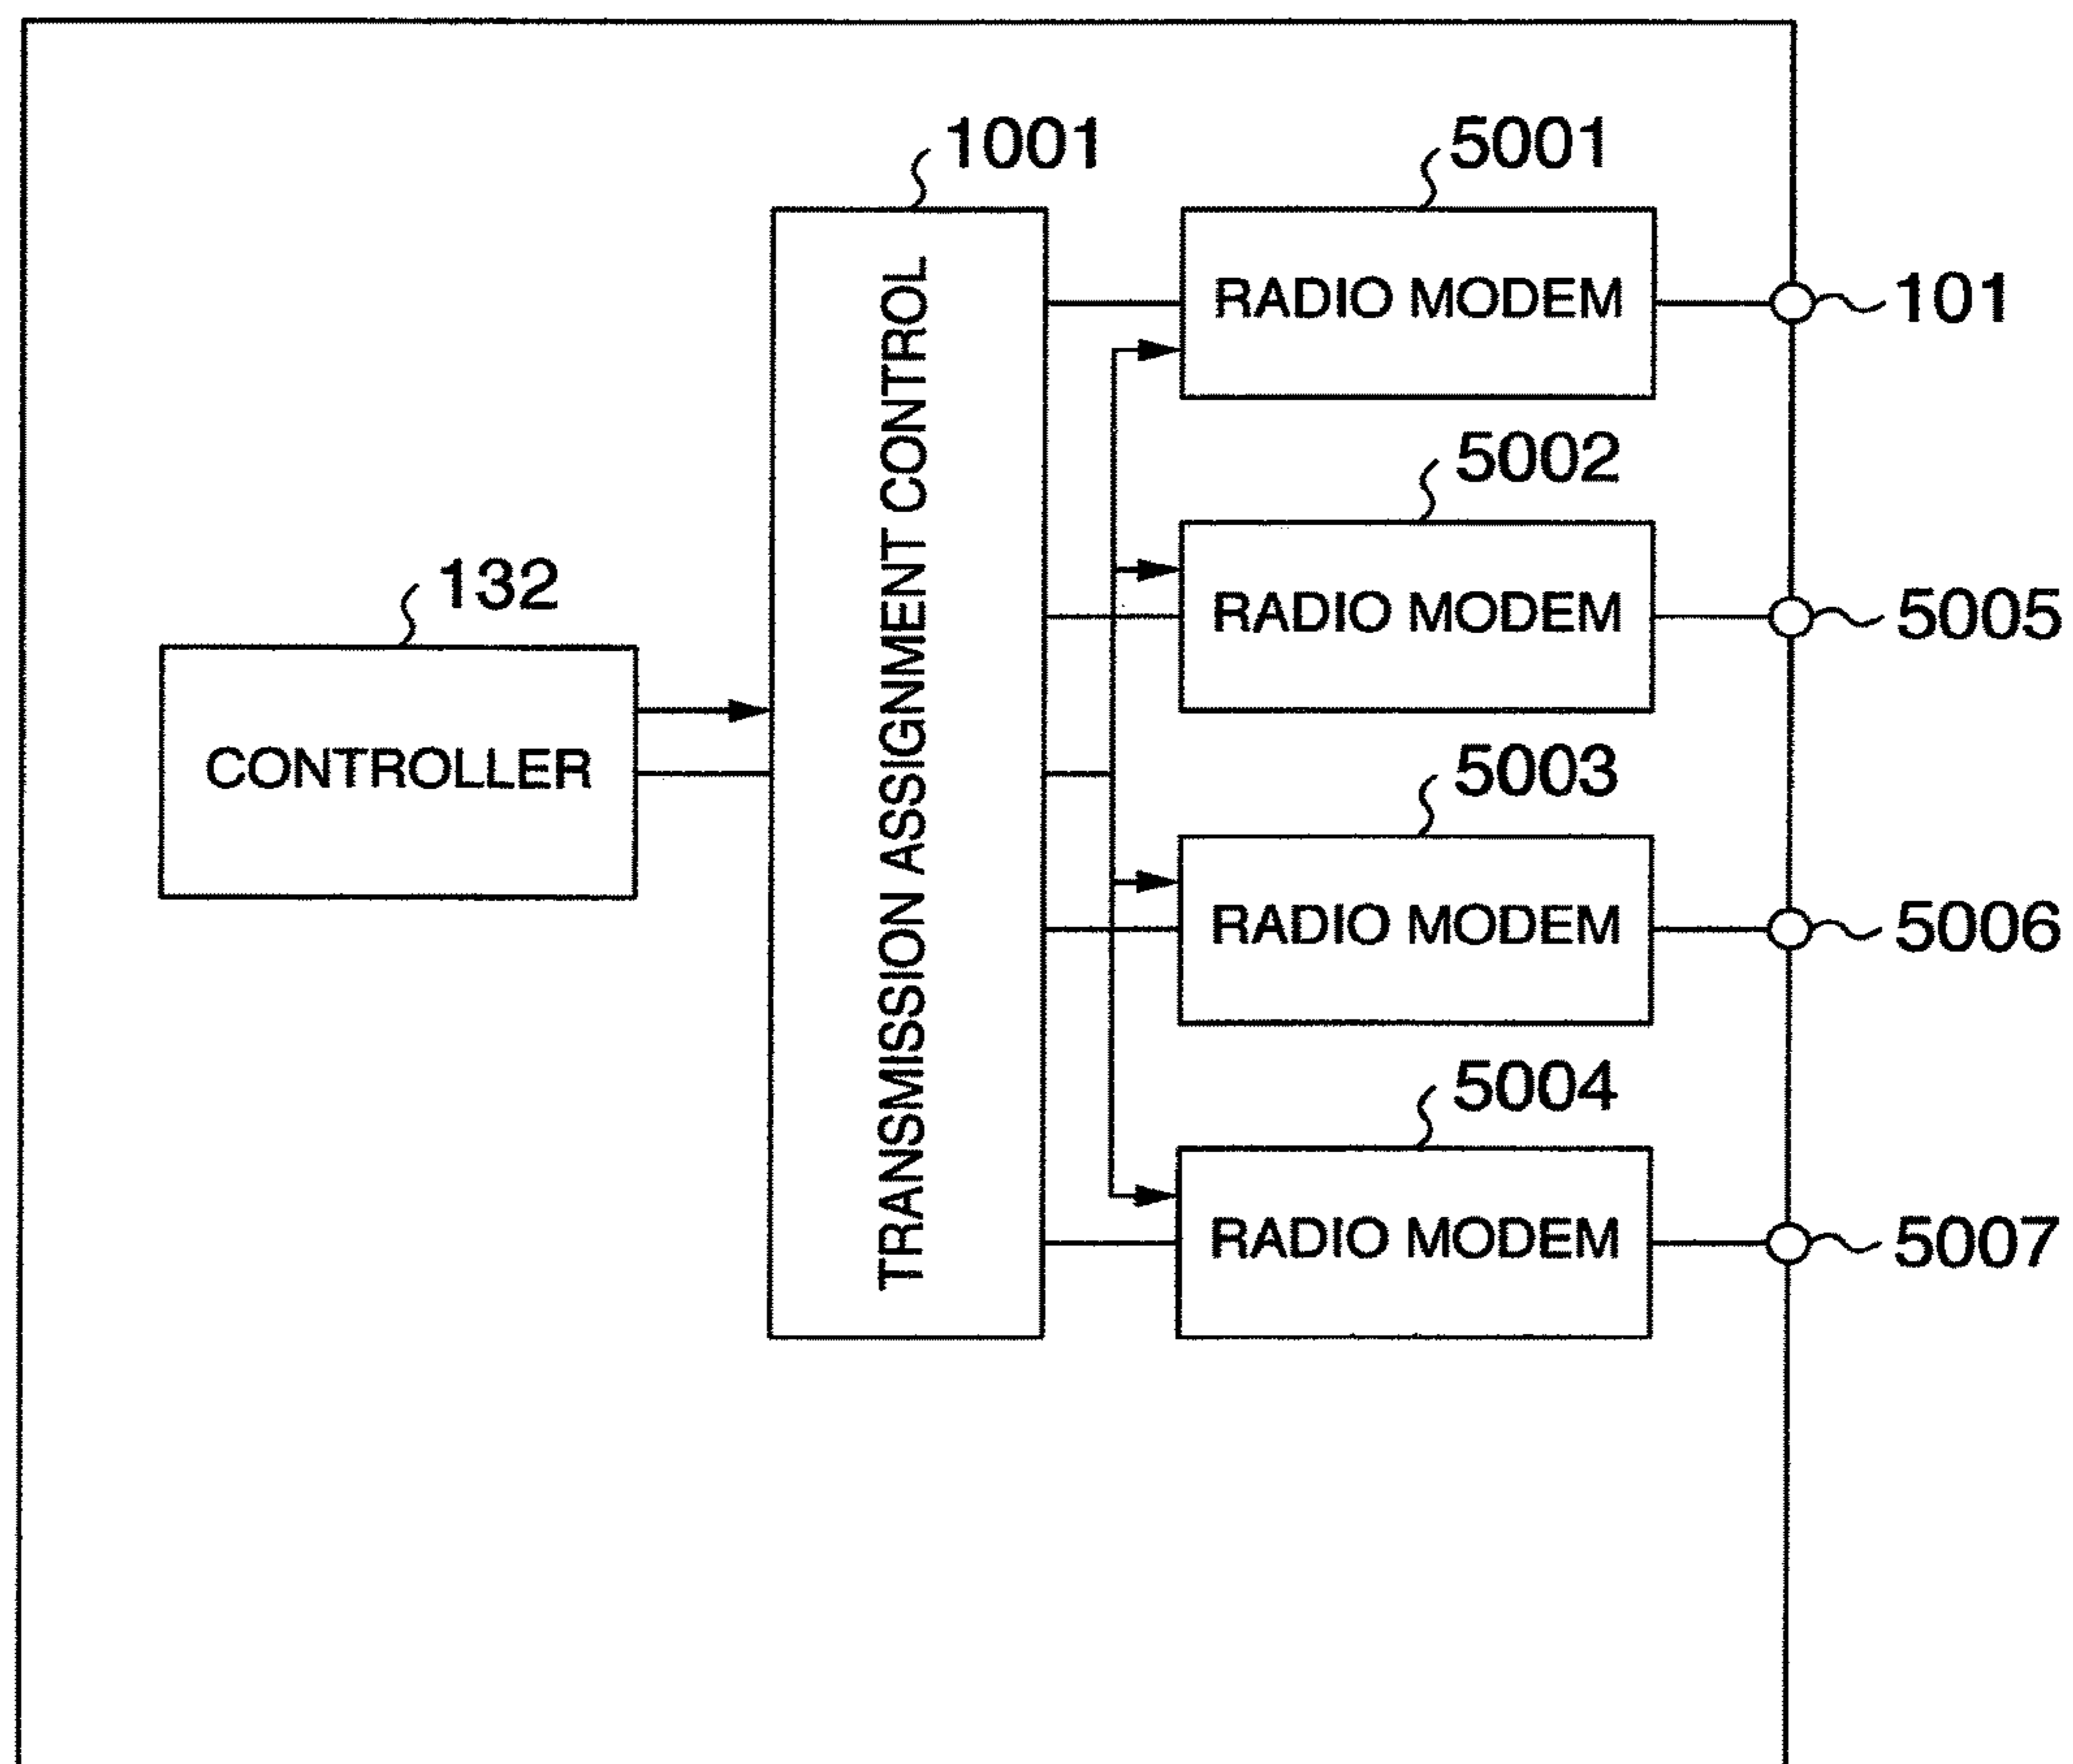 1001
5001
RADIO MODEM
101
5002
RADIO MODEM
5005
132
CONTROLLER
TRANSMISSION ASSIGNMENT CONTROL
5003
RADIO MODEM
5006
5004
RADIO MODEM
5007